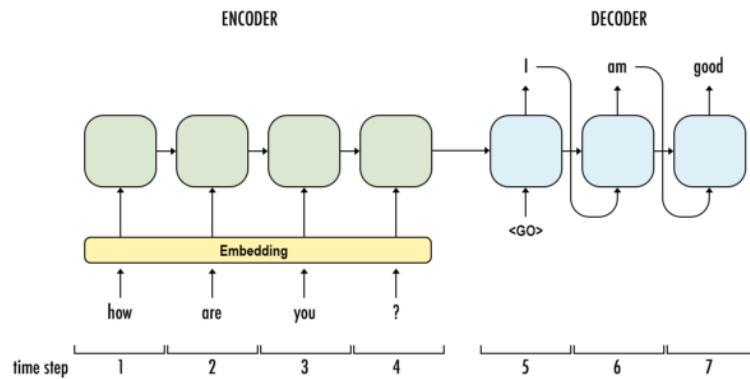 ENCODER DECODER
I am good
<GO>
Embedding
how are you ?
time step 1 2 3 4 5 6 7